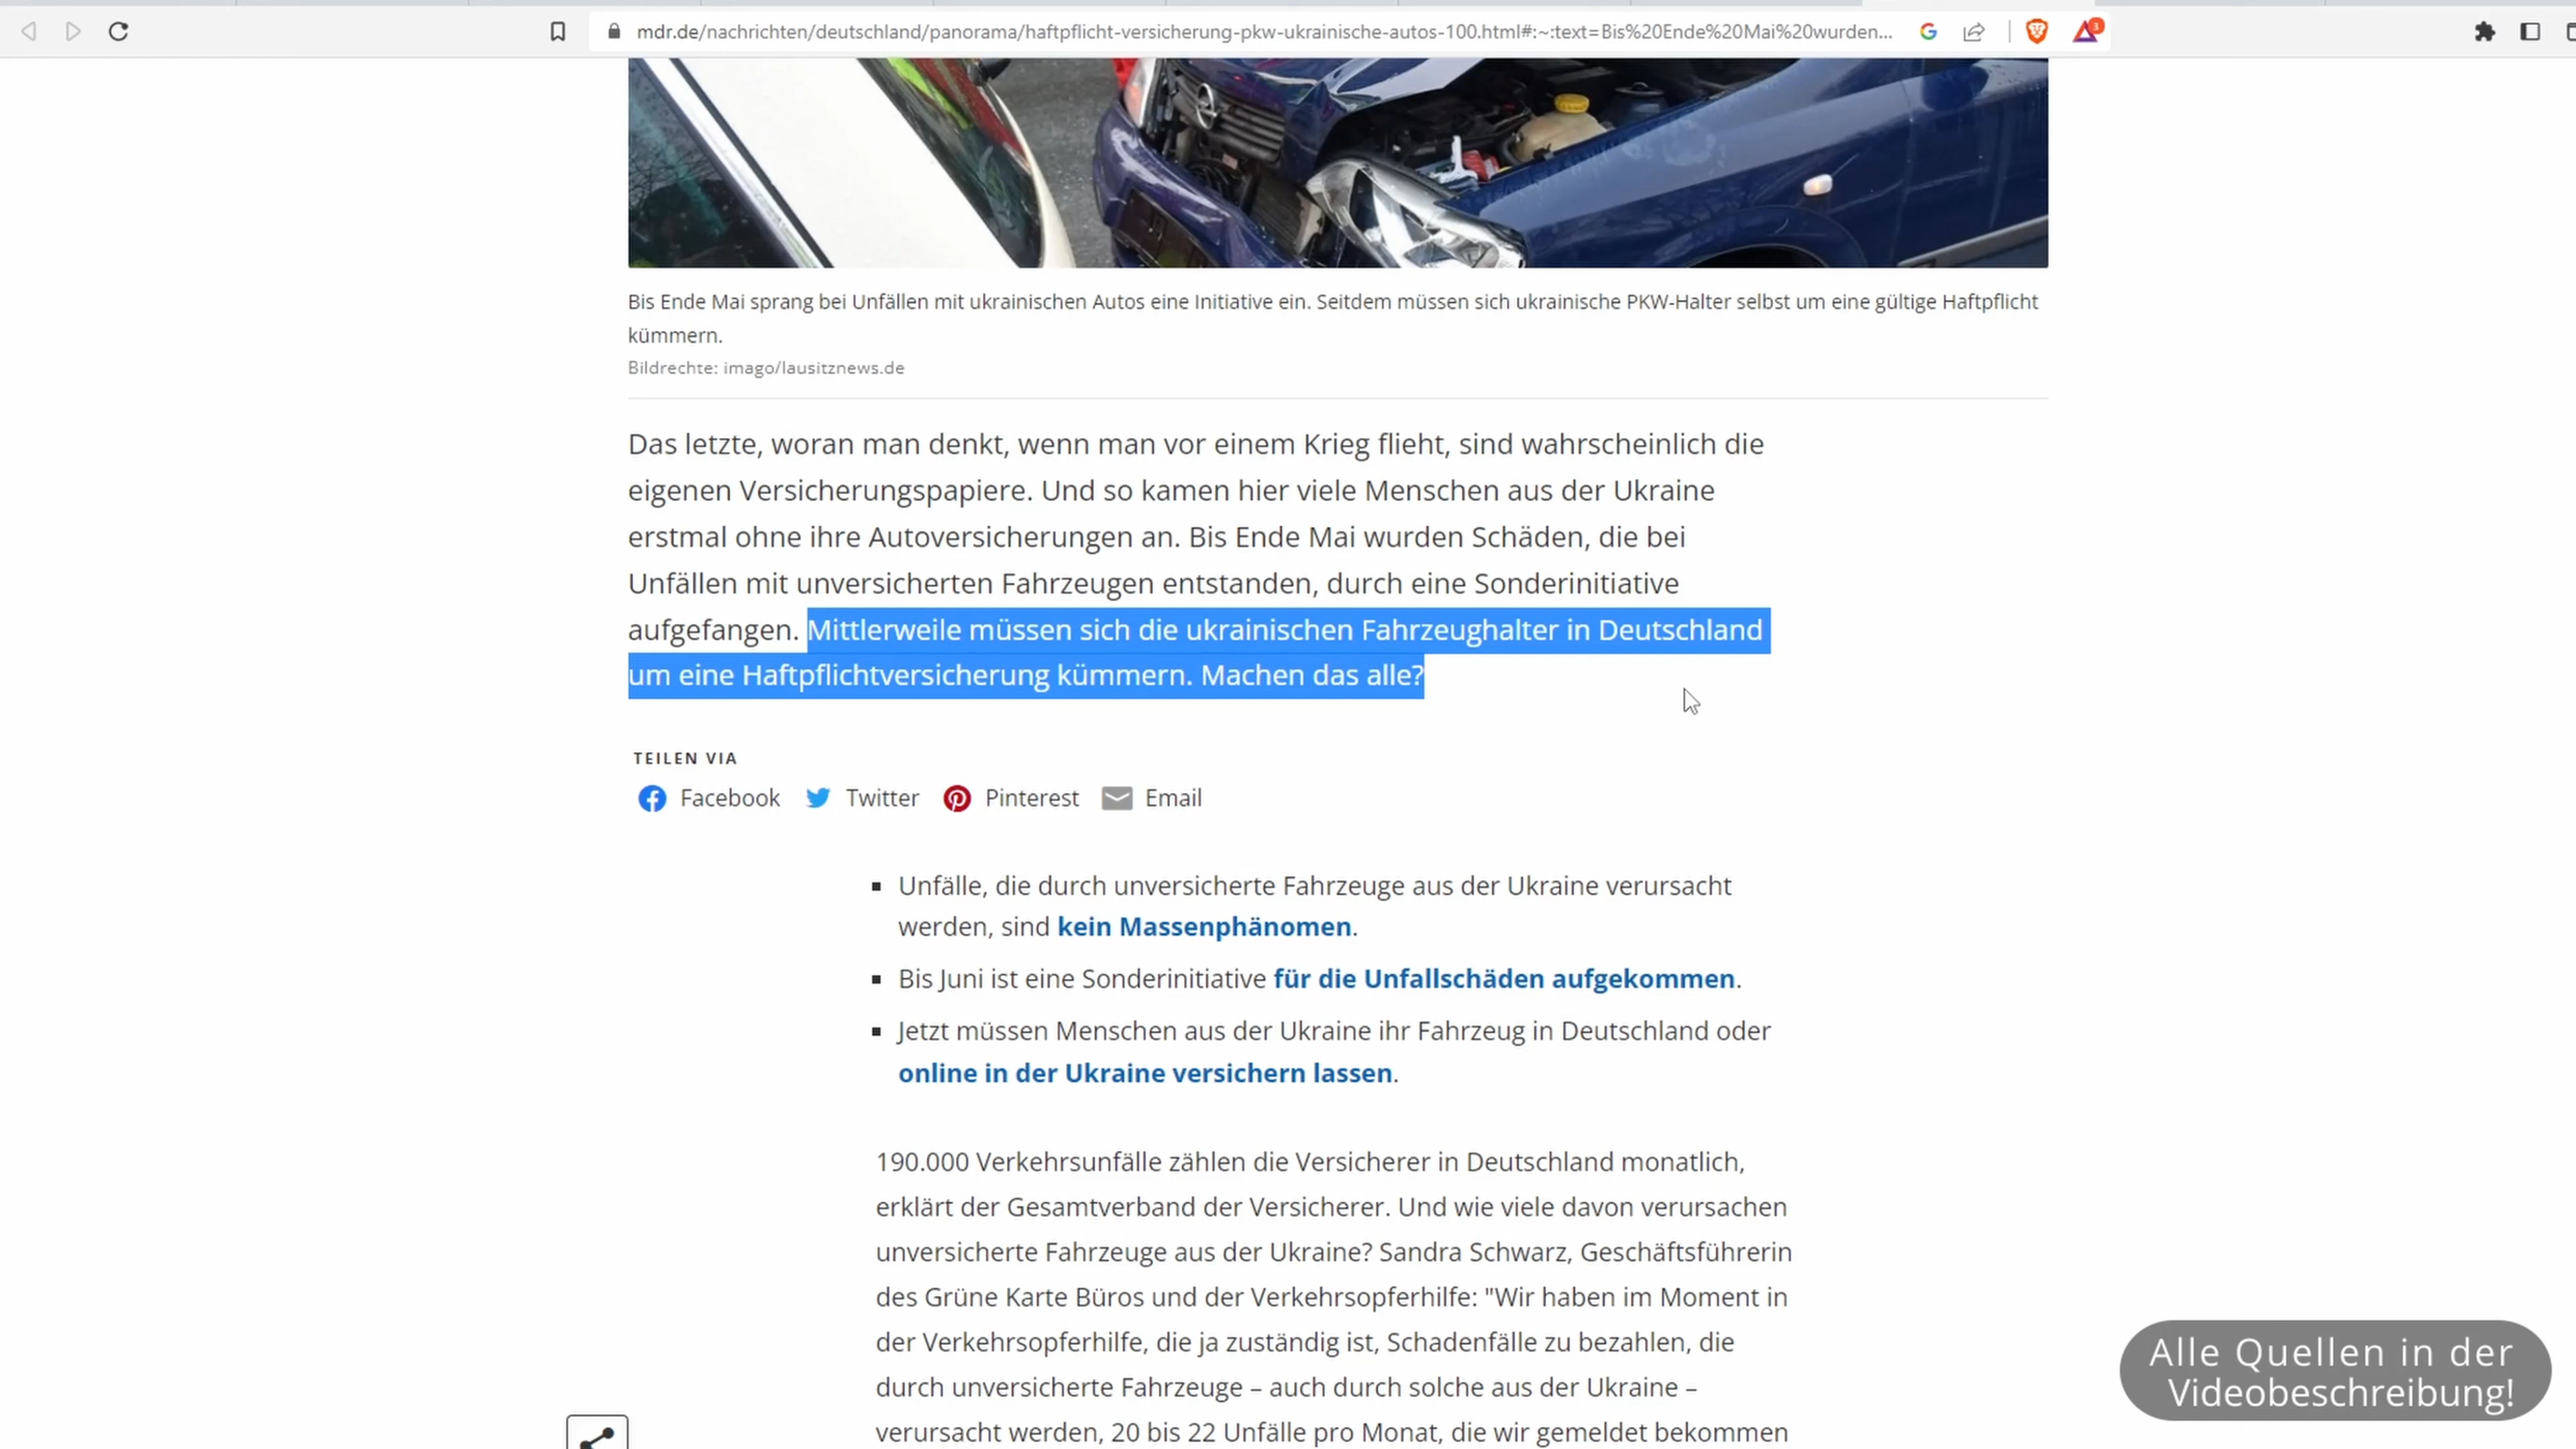 mdr.de/nachrichten/deutschland/panorama/haftpflicht-versicherung-pkw-ukrainische-autos-100.html#:~:text=Bis%20Ende%20Mai%20wurden...
3
Bis Ende Mai sprang bei Unfällen mit ukrainischen Autos eine Initiative ein. Seitdem müssen sich ukrainische PKW-Halter selbst um eine gültige Haftpflicht
kümmern.
Bildrechte: imago/lausitznews.de
Das letzte, woran man denkt, wenn man vor einem Krieg flieht, sind wahrscheinlich die
eigenen Versicherungspapiere. Und so kamen hier viele Menschen aus der Ukraine
erstmal ohne ihre Autoversicherungen an. Bis Ende Mai wurden Schäden, die bei
Unfällen mit unversicherten Fahrzeugen entstanden, durch eine Sonderinitiative
aufgefangen. Mittlerweile müssen sich die ukrainischen Fahrzeughalter in Deutschland
um eine Haftpflichtversicherung kümmern. Machen das alle?
TEILEN VIA
Facebook Twitter Pinterest Email
▪ Unfälle, die durch unversicherte Fahrzeuge aus der Ukraine verursacht
werden, sind kein Massenphänomen.
▪ Bis Juni ist eine Sonderinitiative für die Unfallschäden aufgekommen.
▪ Jetzt müssen Menschen aus der Ukraine ihr Fahrzeug in Deutschland oder
online in der Ukraine versichern lassen.
190.000 Verkehrsunfälle zählen die Versicherer in Deutschland monatlich,
erklärt der Gesamtverband der Versicherer. Und wie viele davon verursachen
unversicherte Fahrzeuge aus der Ukraine? Sandra Schwarz, Geschäftsführerin
des Grüne Karte Büros und der Verkehrsopferhilfe: "Wir haben im Moment in
der Verkehrsopferhilfe, die ja zuständig ist, Schadenfälle zu bezahlen, die
durch unversicherte Fahrzeuge – auch durch solche aus der Ukraine –
verursacht werden, 20 bis 22 Unfälle pro Monat, die wir gemeldet bekommen
Alle Quellen in der
Videobeschreibung!